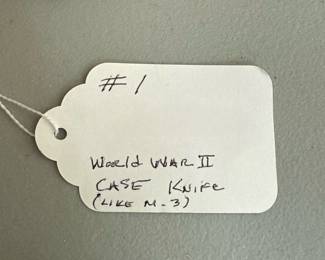 # 1
World War II
CASE Knife
(LIKE M-3)